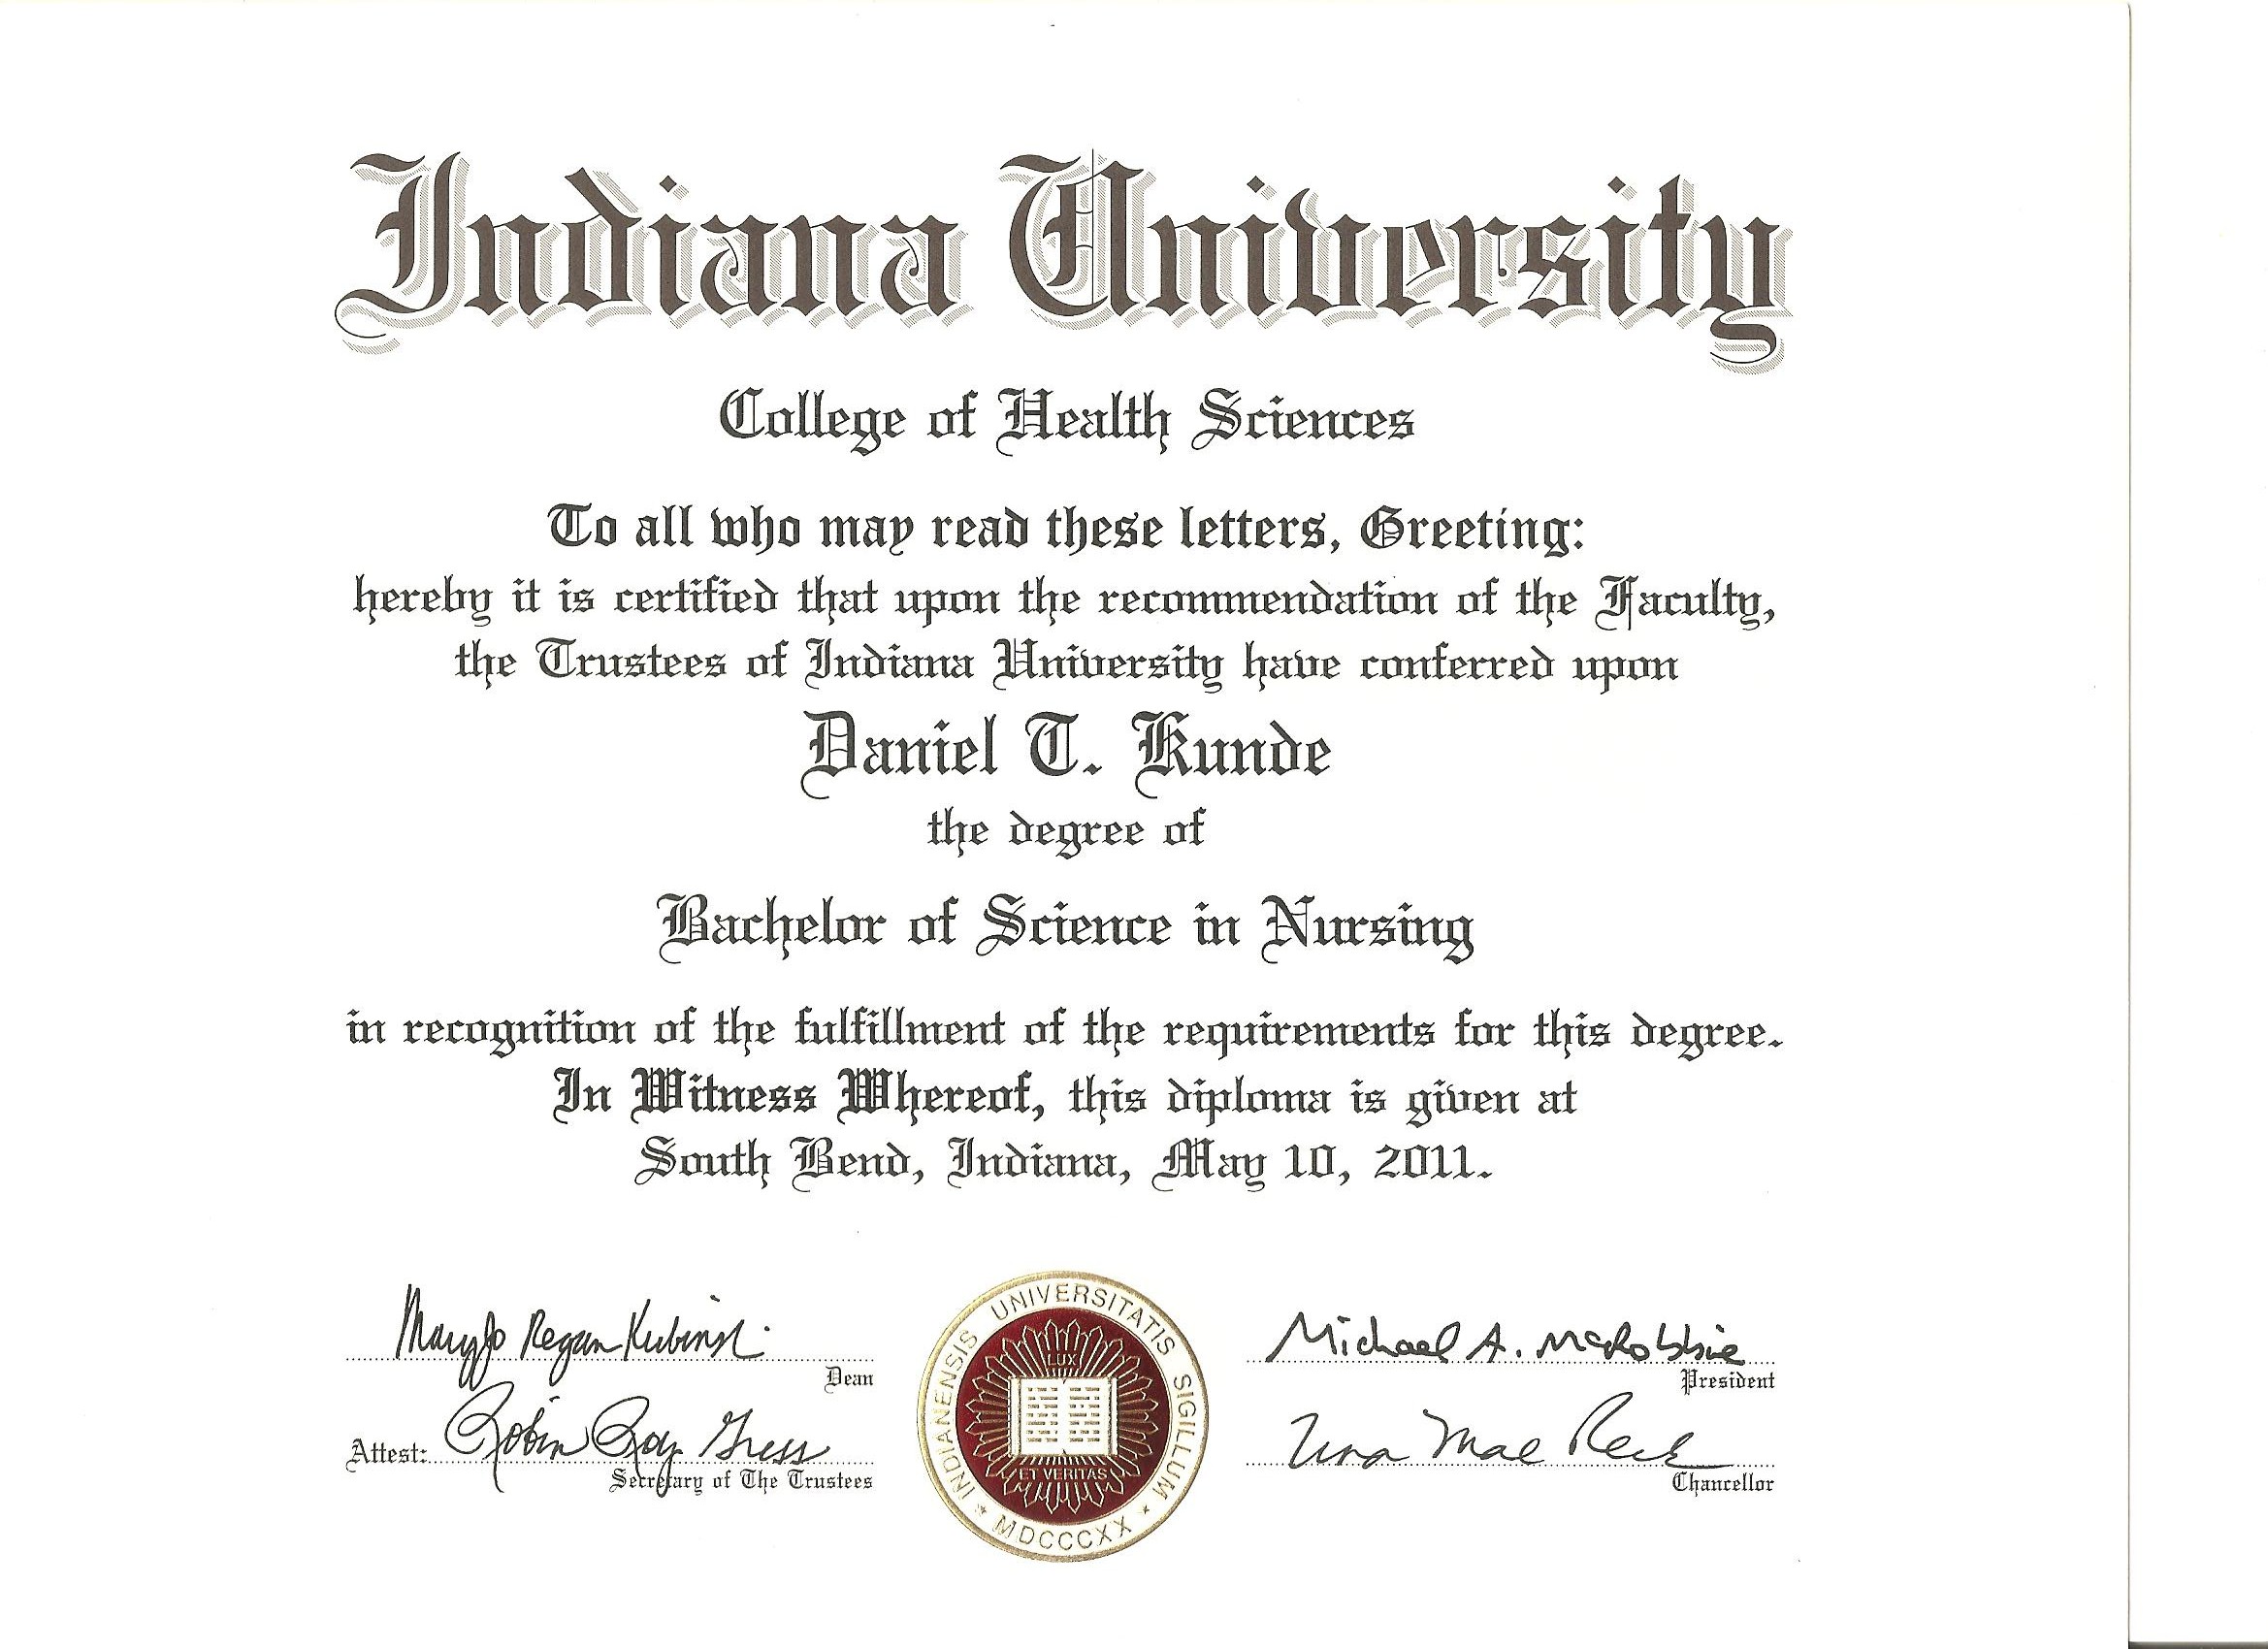 Indiana University
College of Health Sciences
To all who may read these letters, Greeting:
hereby it is certified that upon the recommendation of the Faculty,
the Trustees of Indiana University have conferred upon
Daniel T. Kunde
the degree of
Bachelor of Science in Nursing
in recognition of the fulfillment of the requirements for this degree.
In Witness Whereof, this diploma is given at
South Bend, Indiana, May 10, 2011.
MaryJo Regan-Kubinski
Dean
Attest: Robin Roy Gress
Secretary of The Trustees
INDIANENSIS UNIVERSITATIS SIGILLUM
LUX
ET VERITAS
MDCCCXX
Michael A. McRobbie
President
Una Mae Reck
Chancellor